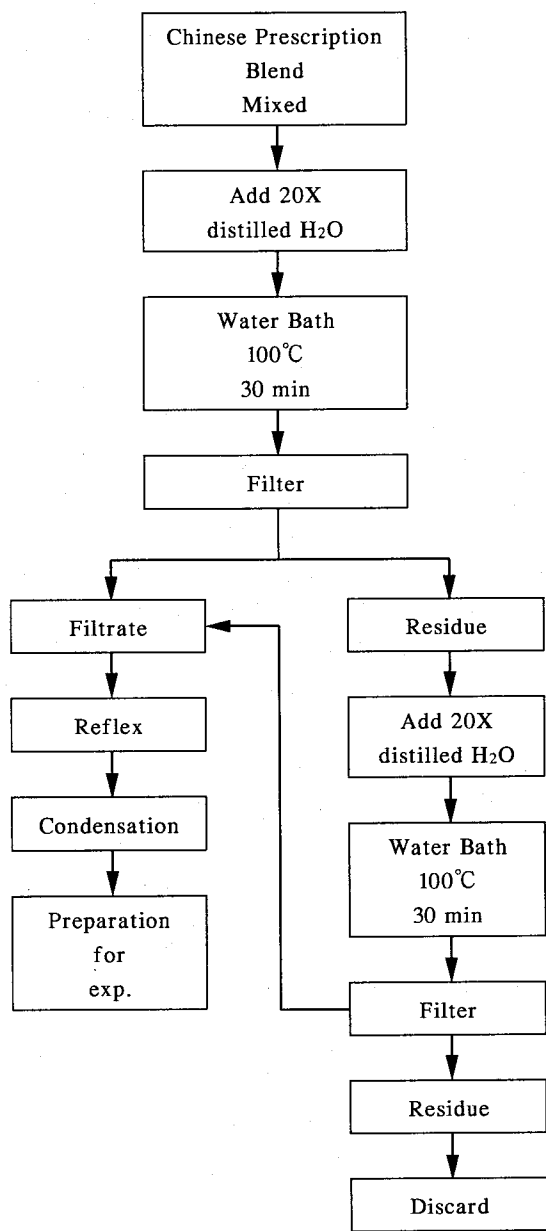 Chinese Prescription
Blend
Mixed
Add 20X
distilled H₂O
Water Bath
100℃
30 min
Filter
Filtrate
Reflex
Condensation
Preparation
for
exp.
Residue
Add 20X
distilled H₂O
Water Bath
100℃
30 min
Filter
Residue
Discard